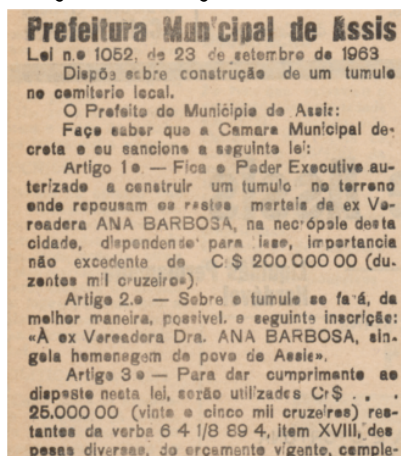 Prefeitura Mun'cipal de Assis
Lei n.o 1052, de 23 de setembro de 1963
Dispõe sobre construção de um tumulo
no cemiterio local.
O Prefeito do Município de Assis:
Faço saber que a Camara Municipal de-
creta e eu sanciono a seguinte lei:
Artigo 1o — Fica o Poder Executivo au-
torizado a construir um tumulo no terreno
onde repousam os restos mortais da ex Ve-
readora ANA BARBOSA, na necrópole desta
cidade, dispendendo para isso, importancia
não excedente de Cr$ 200 000 00 (du-
zentos mil cruzeiros).
Artigo 2.o — Sobre o tumulo se fará, da
melhor maneira, possivel, o seguinte inscrição:
«À ex Vereadora Dra. ANA BARBOSA, sin-
gela homenagem do povo de Assis».
Artigo 3o — Para dar cumprimento ao
disposto nesta lei, serão utilizados Cr$ . , .
25.000 00 (vinte e cinco mil cruzeiros) res-
tantes da verba 6 4 1/8 89 4, item XVIII, des
pesas diversas, do orçamento vigente, comple-